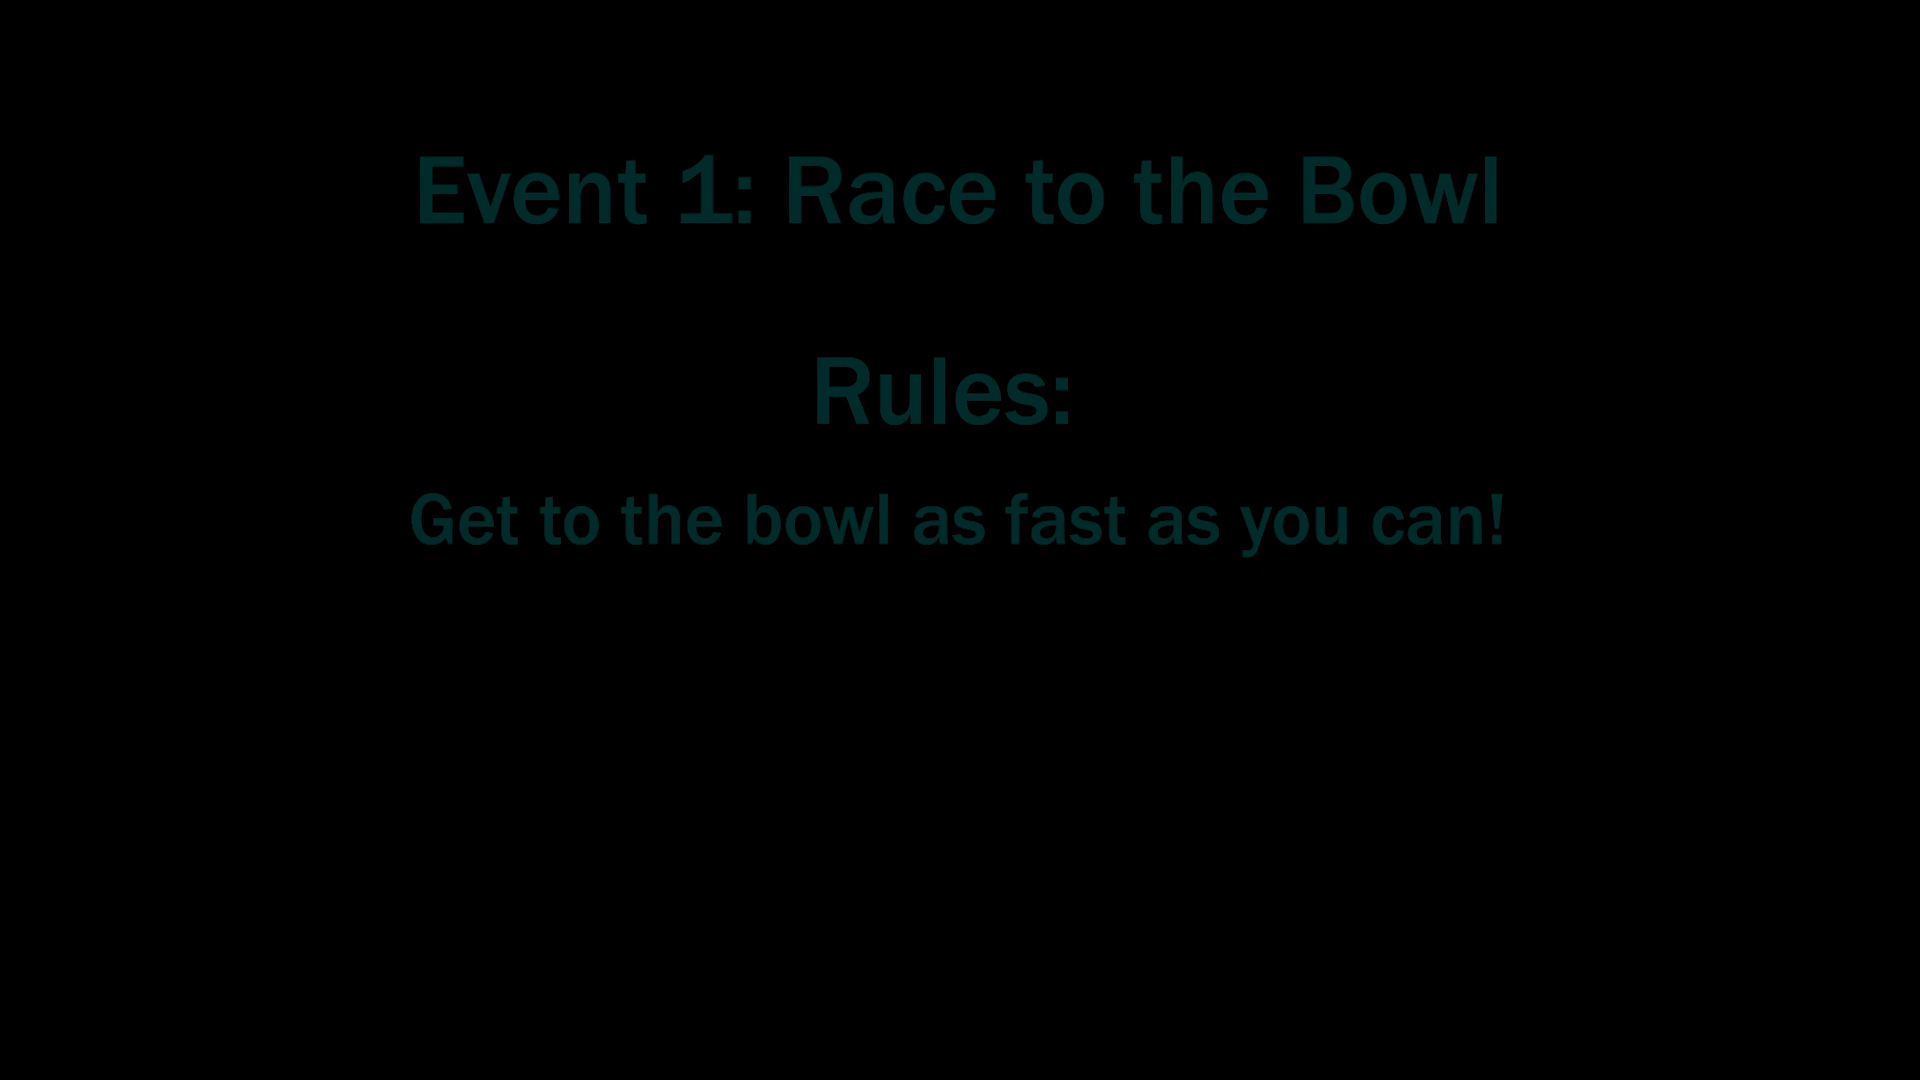 Event 1: Race to the Bowl
Rules:
Get to the bowl as fast as you can!